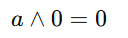 a ∧ 0 = 0